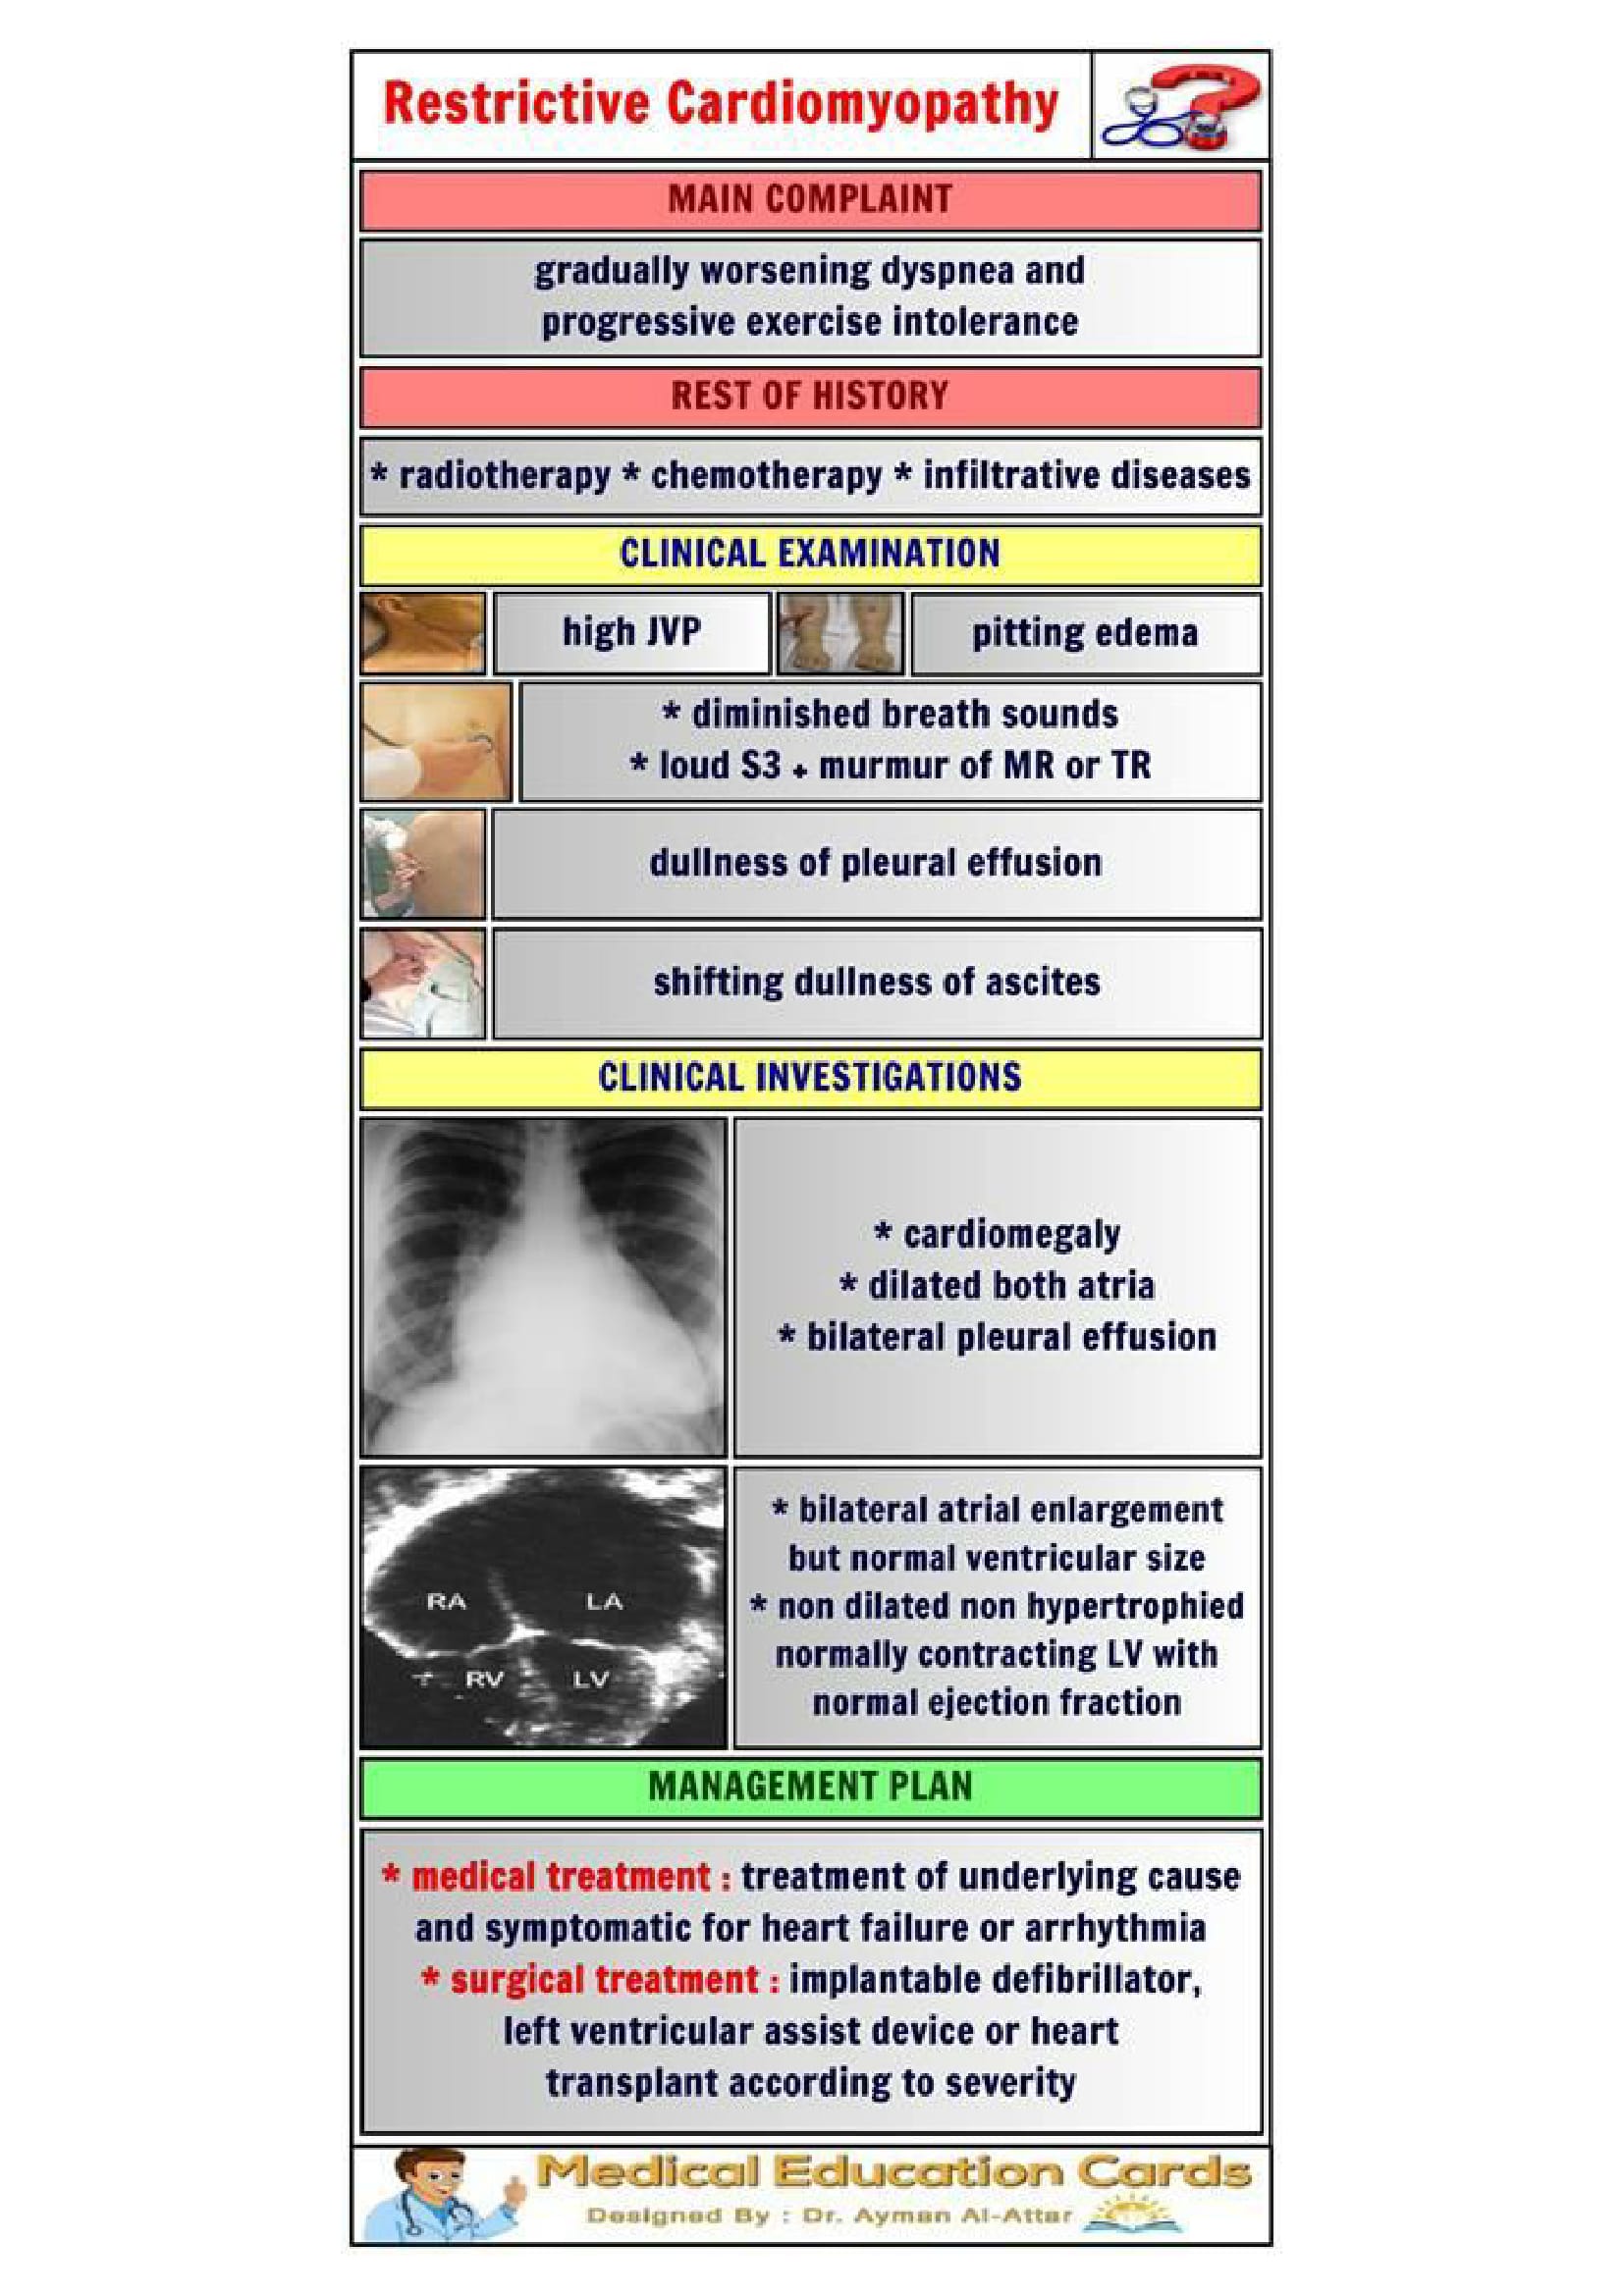 Restrictive Cardiomyopathy
MAIN COMPLAINT
gradually worsening dyspnea and
progressive exercise intolerance
REST OF HISTORY
* radiotherapy * chemotherapy * infiltrative diseases
CLINICAL EXAMINATION
high JVP
pitting edema
* diminished breath sounds
* loud S3 + murmur of MR or TR
dullness of pleural effusion
shifting dullness of ascites
CLINICAL INVESTIGATIONS
* cardiomegaly
* dilated both atria
* bilateral pleural effusion
RA LA
RV LV
* bilateral atrial enlargement
but normal ventricular size
* non dilated non hypertrophied
normally contracting LV with
normal ejection fraction
MANAGEMENT PLAN
* medical treatment : treatment of underlying cause
and symptomatic for heart failure or arrhythmia
* surgical treatment : implantable defibrillator,
left ventricular assist device or heart
transplant according to severity
Medical Education Cards
Designed By : Dr. Ayman Al-Attar